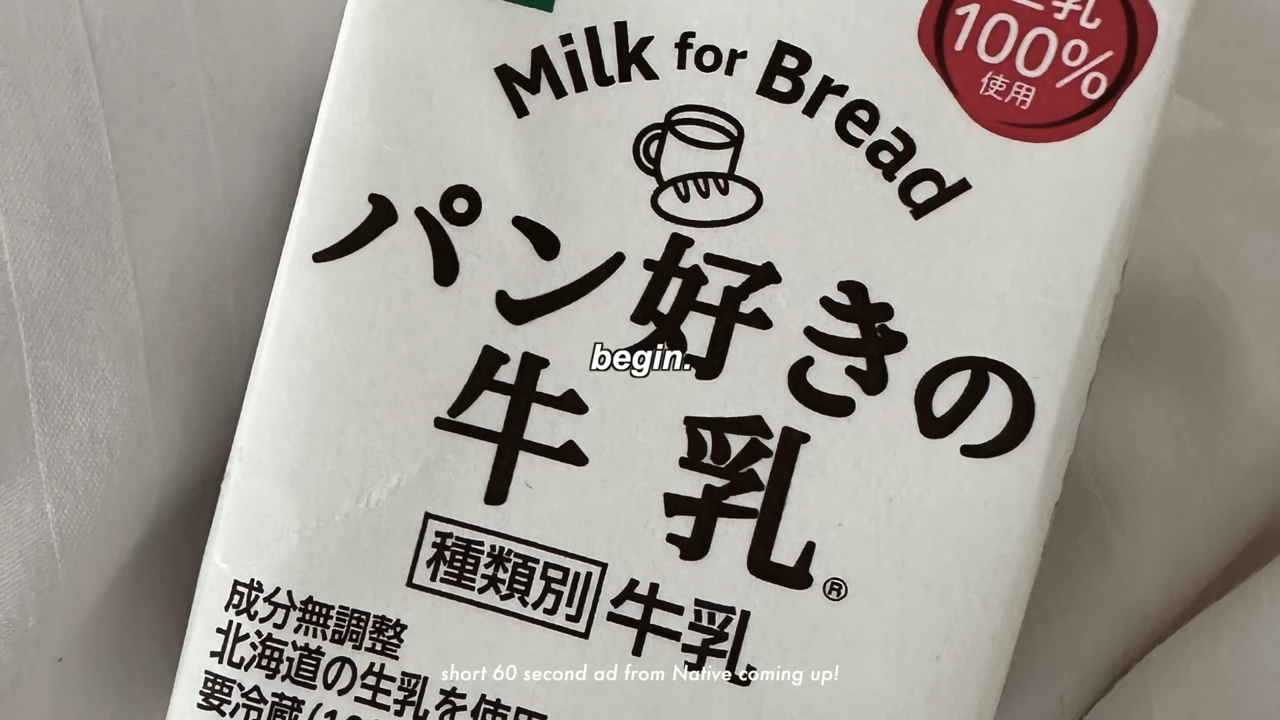 生乳
100%
使用
Milk for Bread
パン好きの
牛乳®
begin.
種類別 牛乳
成分無調整
北海道の生乳を使用
要冷蔵(10
short 60 second ad from Native coming up!